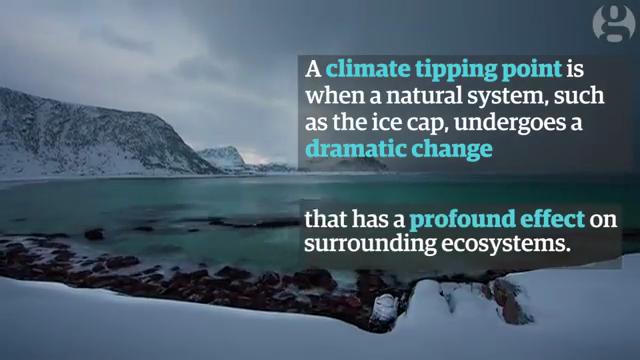 A climate tipping point is
when a natural system, such
as the ice cap, undergoes a
dramatic change
that has a profound effect on
surrounding ecosystems.